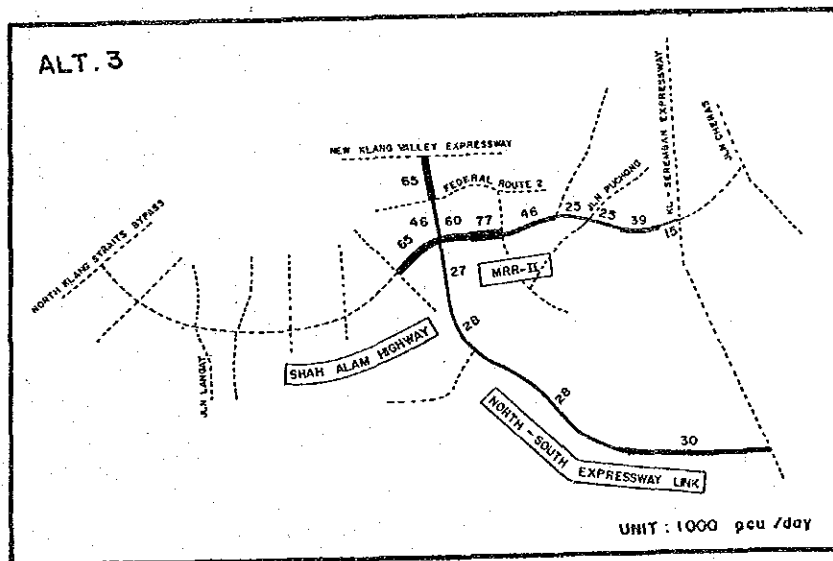 ALT. 3
NEW KLANG VALLEY EXPRESSWAY
KL - SEREMBAN EXPRESSWAY
JLN CHERAS
65
FEDERAL ROUTE 2
JLN PUCHONG
46
60
77
46
25
25
39
15
65
NORTH KLANG STRAITS BYPASS
27
MRR-II
28
SHAH ALAM HIGHWAY
JLN LANGAT
28
30
NORTH - SOUTH EXPRESSWAY LINK
UNIT : 1000 pcu /day